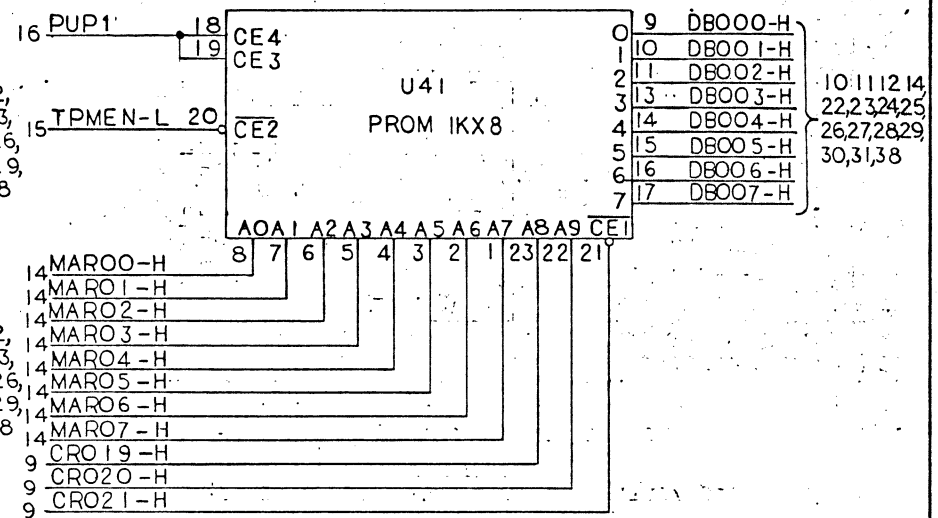 16 PUP1 18 CE4
19 CE3
15 TPMEN-L 20 CE2
U41
PROM 1KX8
0 9 DB000-H
1 10 DB001-H
2 11 DB002-H
3 13 DB003-H
4 14 DB004-H
5 15 DB005-H
6 16 DB006-H
7 17 DB007-H
10 11 12 14,
22,23,24,25,
26,27,28,29,
30,31,38
A0 A1 A2 A3 A4 A5 A6 A7 A8 A9 CE1
8 7 6 5 4 3 2 1 23 22 21
14 MAR00-H
14 MAR01-H
14 MAR02-H
14 MAR03-H
14 MAR04-H
14 MAR05-H
14 MAR06-H
14 MAR07-H
9 CR019-H
9 CR020-H
9 CR021-H